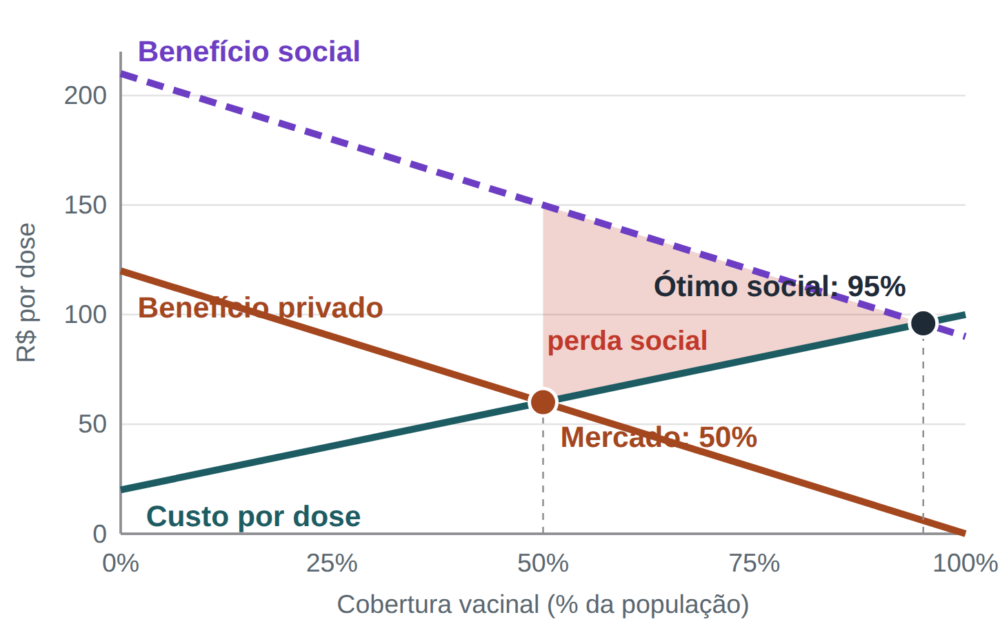 Benefício social
200
150
100
50
0
R$ por dose
Benefício privado
Ótimo social: 95%
perda social
Mercado: 50%
Custo por dose
0% 25% 50% 75% 100%
Cobertura vacinal (% da população)